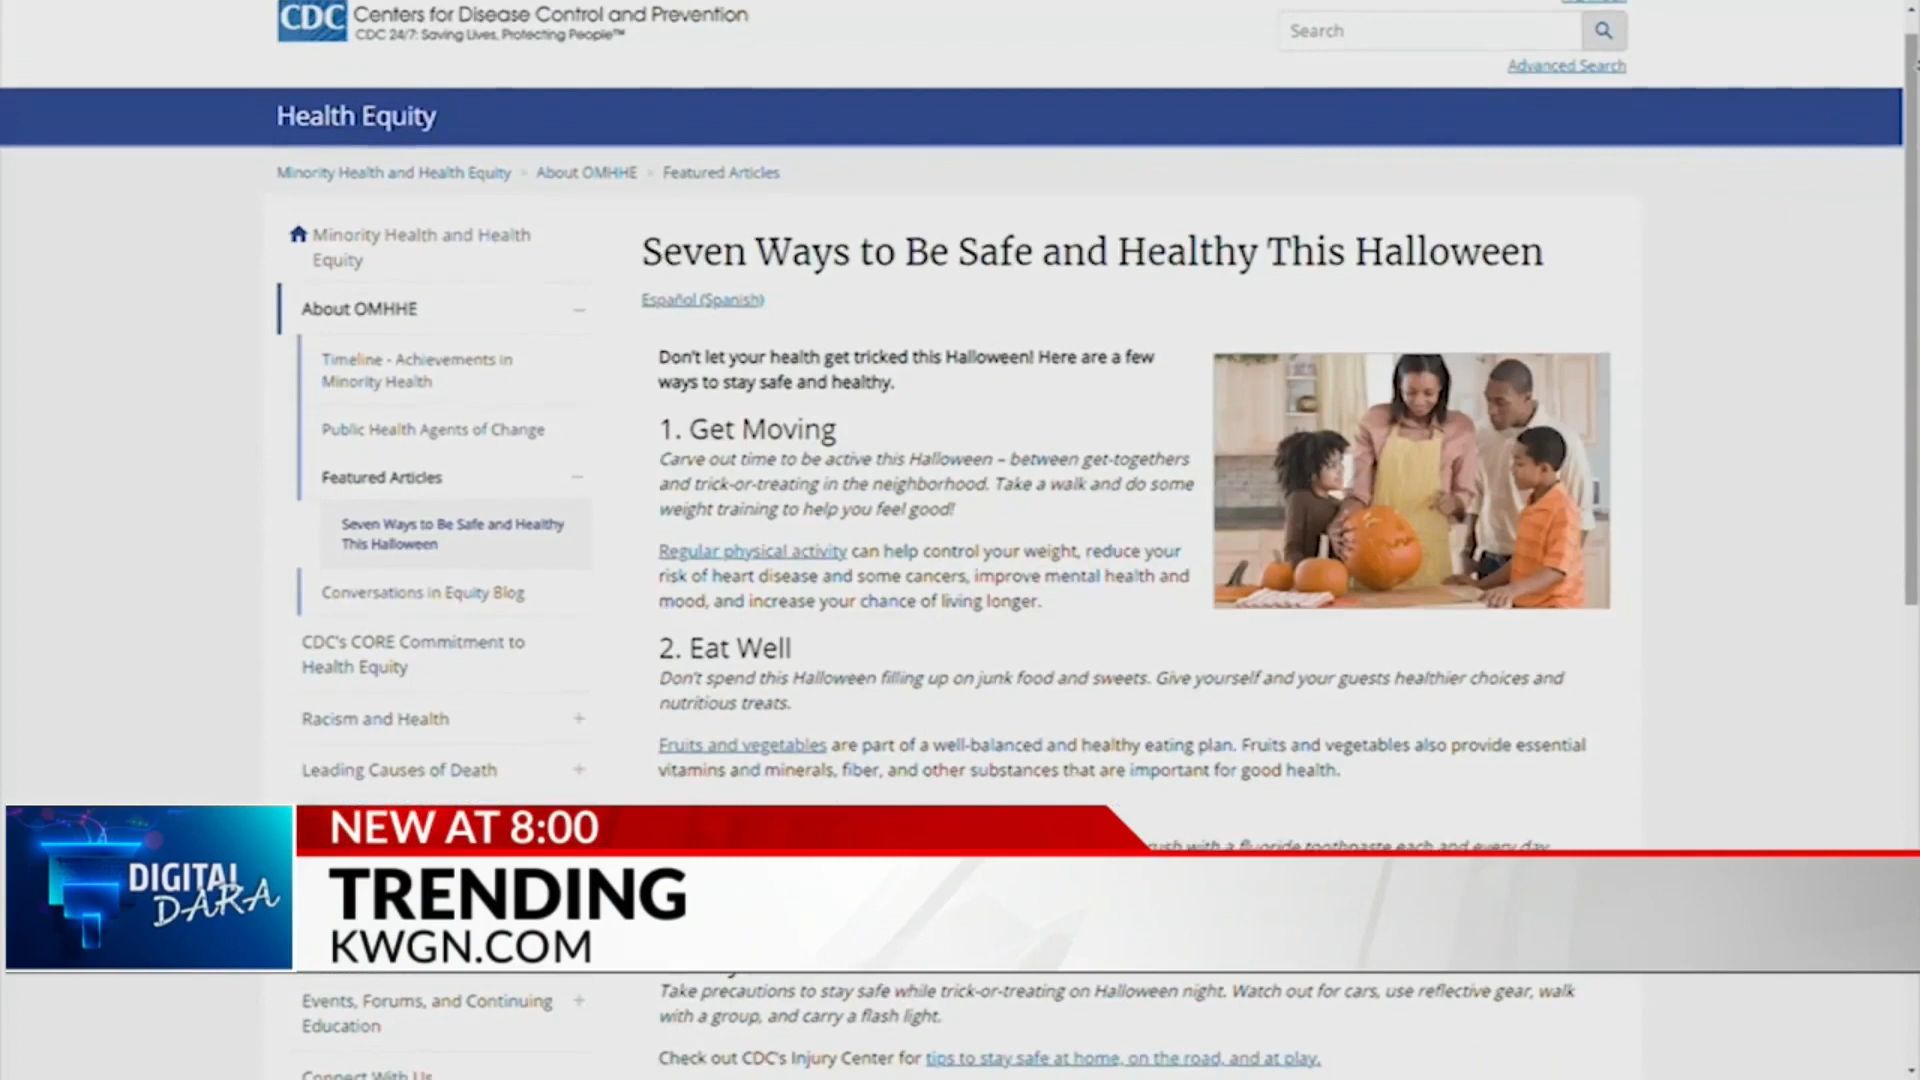 CDC Centers for Disease Control and Prevention
CDC 24/7: Saving Lives, Protecting People™
Search
Advanced Search
Health Equity
Minority Health and Health Equity > About OMHHE > Featured Articles
Minority Health and Health
Equity
About OMHHE
Timeline - Achievements in
Minority Health
Public Health Agents of Change
Featured Articles
Seven Ways to Be Safe and Healthy
This Halloween
Conversations in Equity Blog
CDC's CORE Commitment to
Health Equity
Racism and Health
Leading Causes of Death
Seven Ways to Be Safe and Healthy This Halloween
Español (Spanish)
Don't let your health get tricked this Halloween! Here are a few
ways to stay safe and healthy.
1. Get Moving
Carve out time to be active this Halloween – between get-togethers
and trick-or-treating in the neighborhood. Take a walk and do some
weight training to help you feel good!
Regular physical activity can help control your weight, reduce your
risk of heart disease and some cancers, improve mental health and
mood, and increase your chance of living longer.
2. Eat Well
Don't spend this Halloween filling up on junk food and sweets. Give yourself and your guests healthier choices and
nutritious treats.
Fruits and vegetables are part of a well-balanced and healthy eating plan. Fruits and vegetables also provide essential
vitamins and minerals, fiber, and other substances that are important for good health.
with a fluoride toothpaste each and every day
NEW AT 8:00
DIGITAL
DARA
TRENDING
KWGN.COM
Events, Forums, and Continuing
Education
Connect With Us
Take precautions to stay safe while trick-or-treating on Halloween night. Watch out for cars, use reflective gear, walk
with a group, and carry a flash light.
Check out CDC's Injury Center for tips to stay safe at home, on the road, and at play.